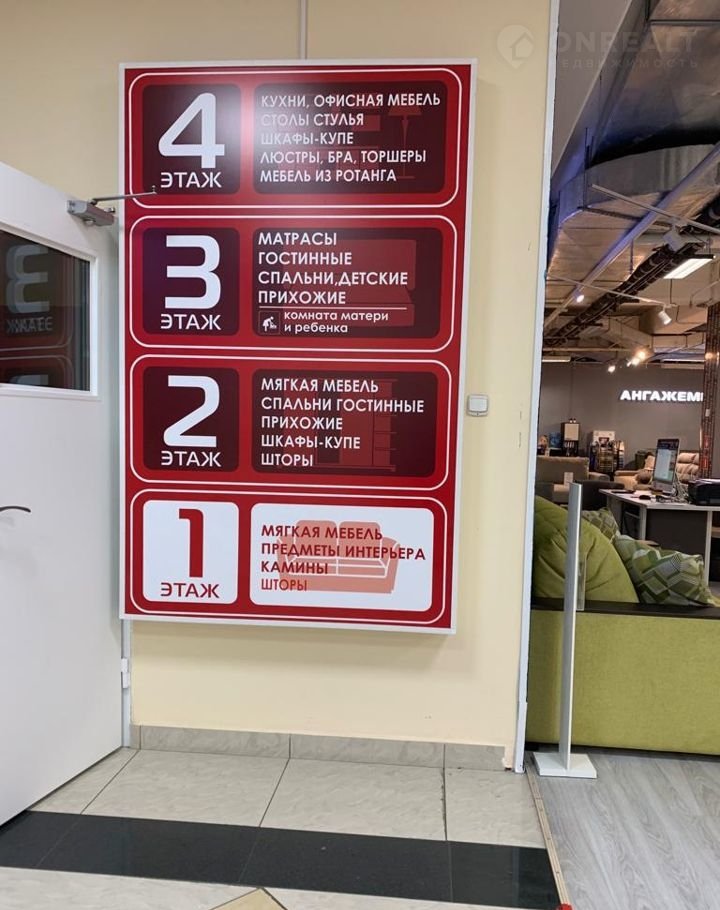 ONREALT
НЕДВИЖИМОСТЬ
4
ЭТАЖ
КУХНИ, ОФИСНАЯ МЕБЕЛЬ
СТОЛЫ СТУЛЬЯ
ШКАФЫ-КУПЕ
ЛЮСТРЫ, БРА, ТОРШЕРЫ
МЕБЕЛЬ ИЗ РОТАНГА
3
ЭТАЖ
МАТРАСЫ
ГОСТИННЫЕ
СПАЛЬНИ,ДЕТСКИЕ
ПРИХОЖИЕ
комната матери
и ребенка
2
ЭТАЖ
МЯГКАЯ МЕБЕЛЬ
СПАЛЬНИ ГОСТИННЫЕ
ПРИХОЖИЕ
ШКАФЫ-КУПЕ
ШТОРЫ
1
ЭТАЖ
МЯГКАЯ МЕБЕЛЬ
ПРЕДМЕТЫ ИНТЕРЬЕРА
КАМИНЫ
ШТОРЫ
3
ЭТАЖ